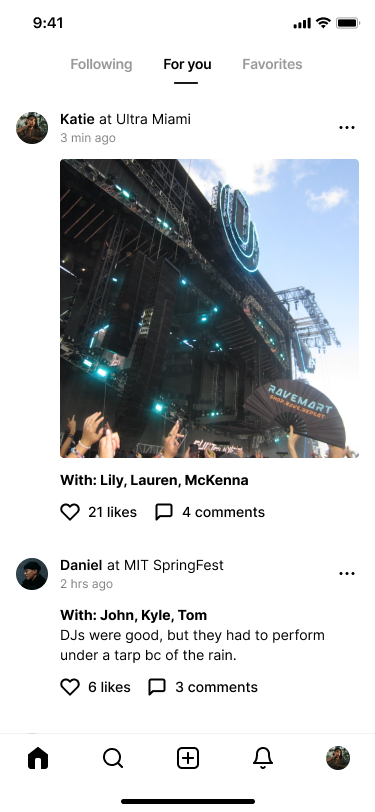 9:41
Following For you Favorites
Katie at Ultra Miami
3 min ago
RAVEMART
With: Lily, Lauren, McKenna
21 likes 4 comments
Daniel at MIT SpringFest
2 hrs ago
With: John, Kyle, Tom
DJs were good, but they had to perform
under a tarp bc of the rain.
6 likes 3 comments